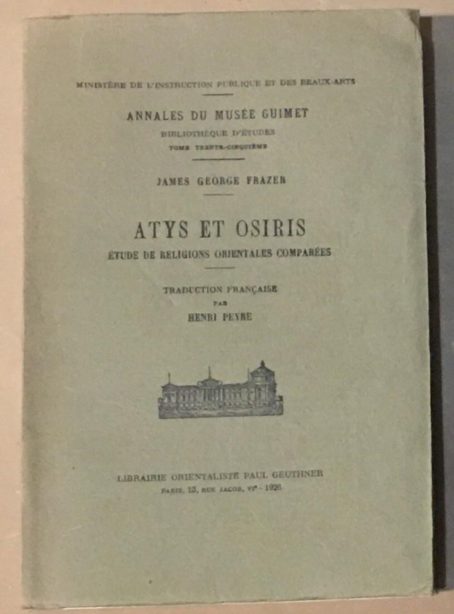 MINISTÈRE DE L'INSTRUCTION PUBLIQUE ET DES BEAUX-ARTS
ANNALES DU MUSÉE GUIMET
BIBLIOTHÈQUE D'ÉTUDES
TOME TRENTE-CINQUIÈME
JAMES GEORGE FRAZER
ATYS ET OSIRIS
ÉTUDE DE RELIGIONS ORIENTALES COMPARÉES
TRADUCTION FRANÇAISE
PAR
HENRI PEYRE
LIBRAIRIE ORIENTALISTE PAUL GEUTHNER
PARIS, 13, RUE JACOB, VIᵉ - 1926